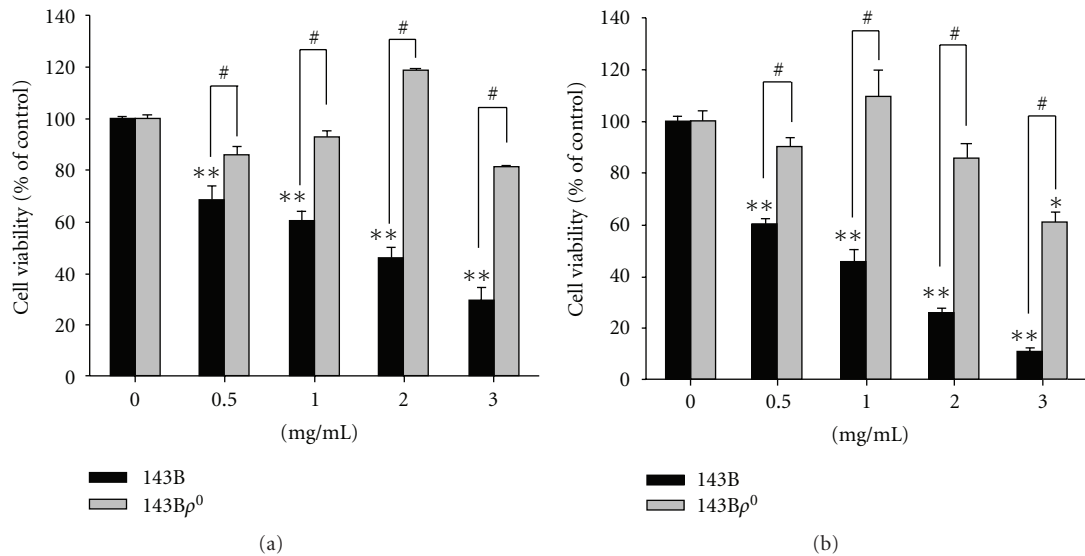 140
120
100
80
60
40
20
0
Cell viability (% of control)
#
#
#
#
**
**
**
**
0 0.5 1 2 3
(mg/mL)
143B
143Bρ⁰
(a)
140
120
100
80
60
40
20
0
Cell viability (% of control)
#
#
#
#
**
**
**
**
*
0 0.5 1 2 3
(mg/mL)
143B
143Bρ⁰
(b)